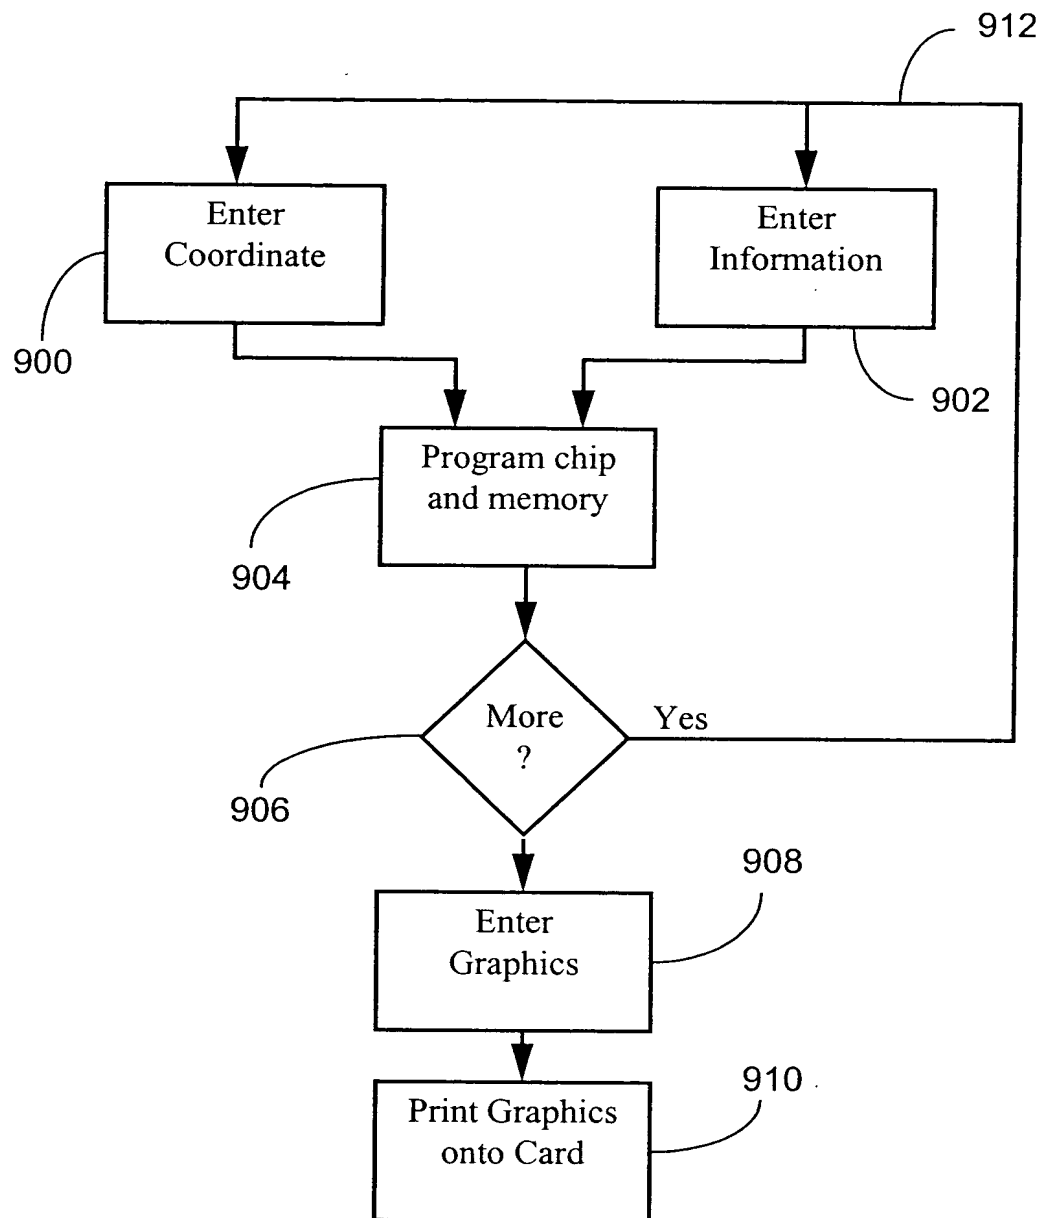 912
Enter
Coordinate
Enter
Information
900
902
Program chip
and memory
904
More
?
Yes
906
908
Enter
Graphics
910
Print Graphics
onto Card